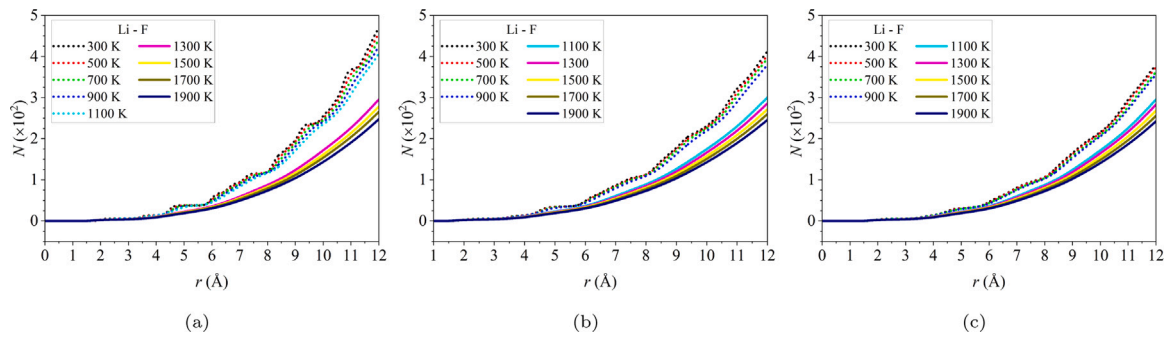 Li - F
300 K 1300 K
500 K 1500 K
700 K 1700 K
900 K 1900 K
1100 K
N (×10²)
5
4
3
2
1
0
0 1 2 3 4 5 6 7 8 9 10 11 12
r (Å)
(a)
Li - F
300 K 1100 K
500 K 1300
700 K 1500 K
900 K 1700 K
1900 K
N (×10²)
5
4
3
2
1
0
1 2 3 4 5 6 7 8 9 10 11 12
r (Å)
(b)
Li - F
300 K 1100 K
500 K 1300 K
700 K 1500 K
900 K 1700 K
1900 K
N (×10²)
5
4
3
2
1
0
0 1 2 3 4 5 6 7 8 9 10 11 12
r (Å)
(c)